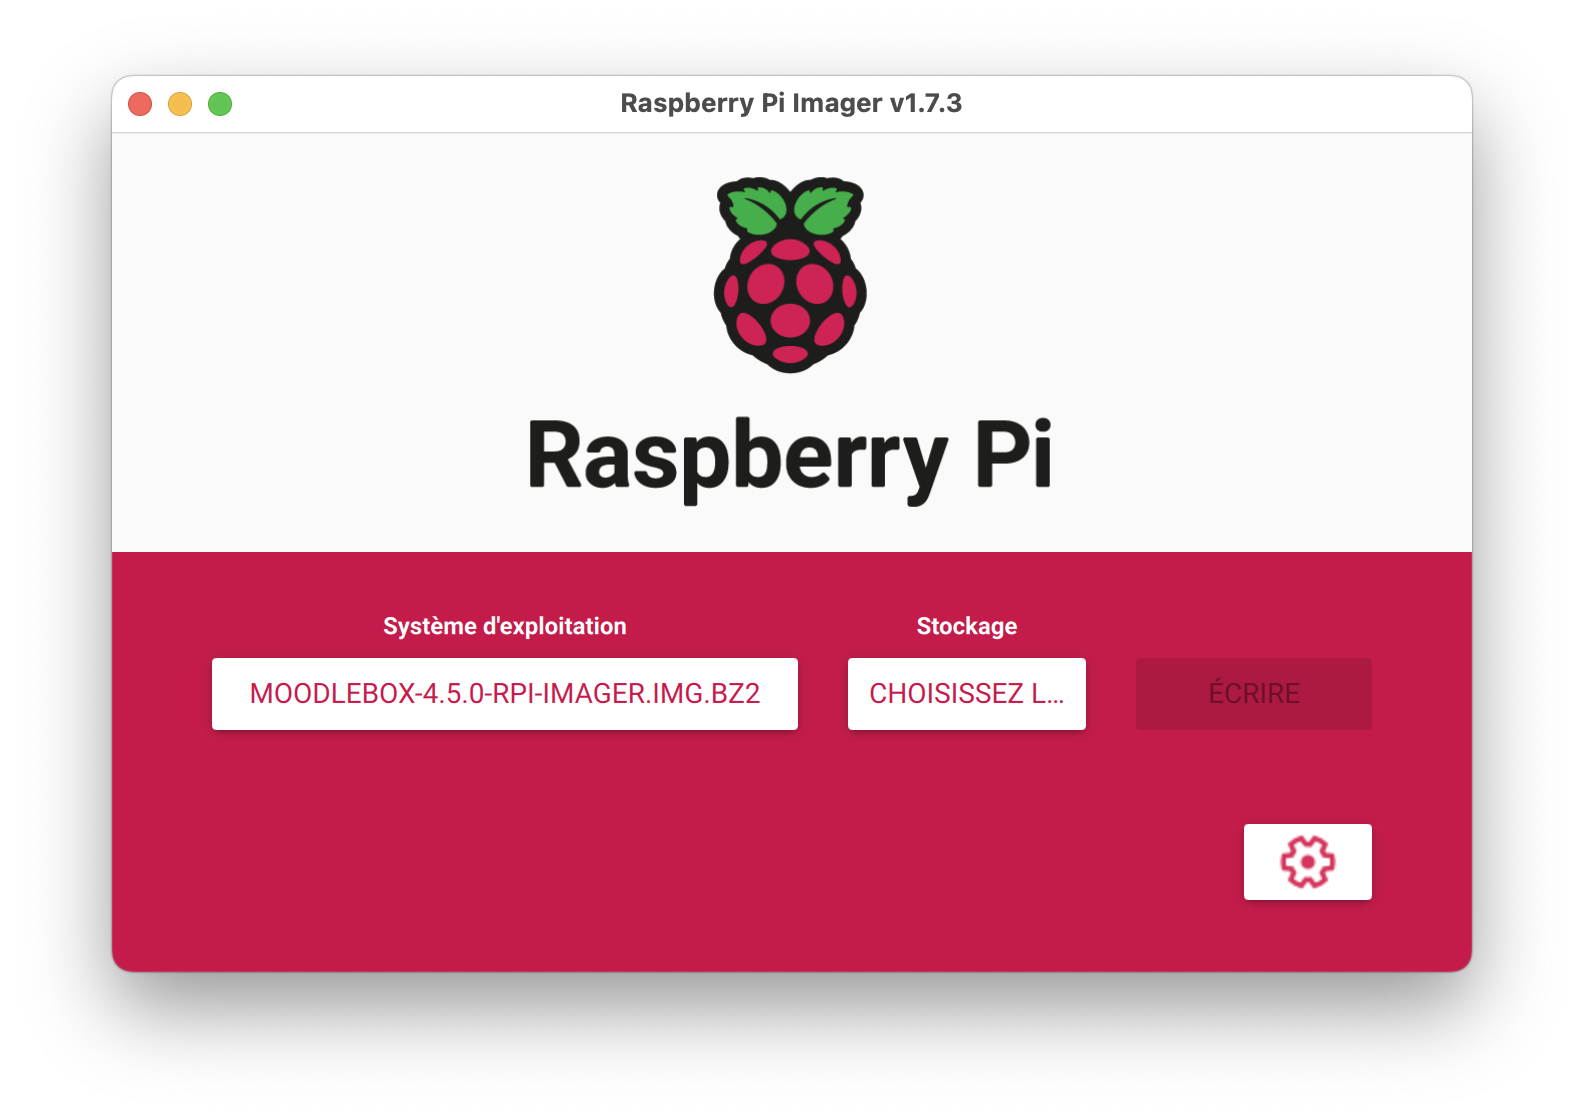 Raspberry Pi Imager v1.7.3
Raspberry Pi
Système d'exploitation
Stockage
MOODLEBOX-4.5.0-RPI-IMAGER.IMG.BZ2
CHOISISSEZ L...
ÉCRIRE